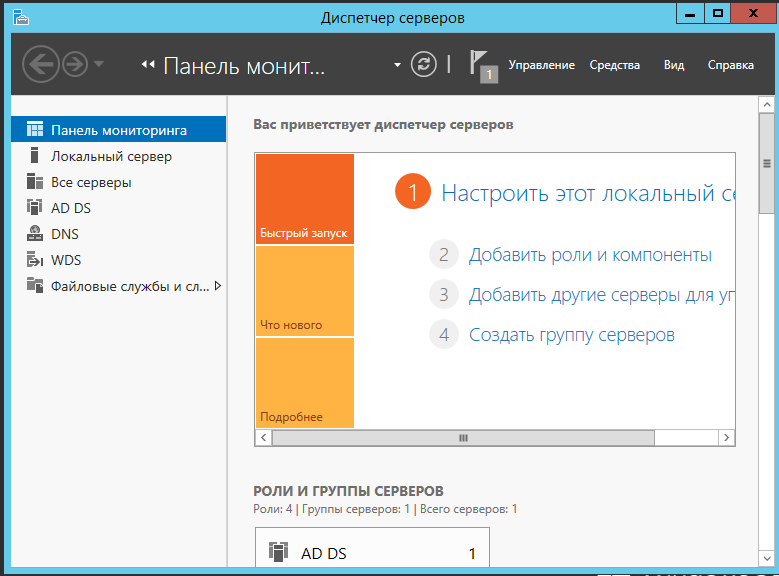 Диспетчер серверов
Панель монит...
1
Управление Средства Вид Справка
Панель мониторинга
Локальный сервер
Все серверы
AD DS
DNS
WDS
Файловые службы и сл...
Вас приветствует диспетчер серверов
Быстрый запуск
Что нового
Подробнее
1 Настроить этот локальный се
2 Добавить роли и компоненты
3 Добавить другие серверы для уп
4 Создать группу серверов
РОЛИ И ГРУППЫ СЕРВЕРОВ
Роли: 4 | Группы серверов: 1 | Всего серверов: 1
AD DS 1